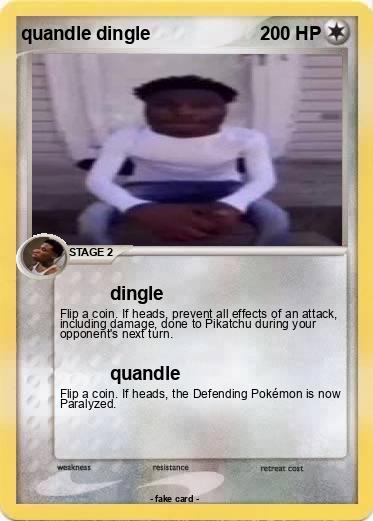 quandle dingle 200 HP
STAGE 2
dingle
Flip a coin. If heads, prevent all effects of an attack,
including damage, done to Pikatchu during your
opponent's next turn.
quandle
Flip a coin. If heads, the Defending Pokémon is now
Paralyzed.
weakness resistance retreat cost
- fake card -